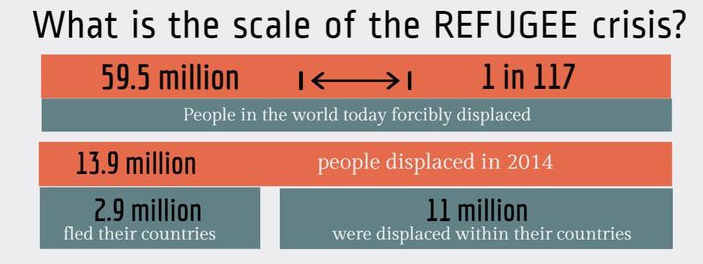 What is the scale of the REFUGEE crisis?
59.5 million 1 in 117
People in the world today forcibly displaced
13.9 million people displaced in 2014
2.9 million
fled their countries
11 million
were displaced within their countries